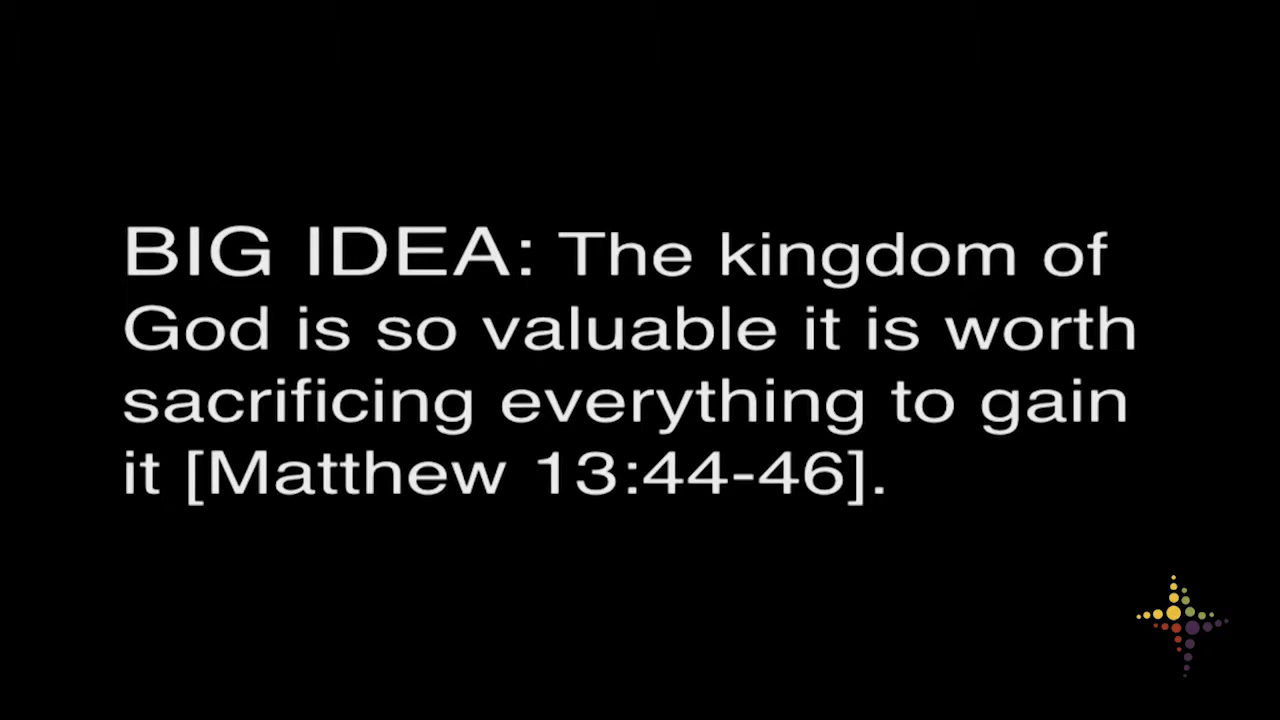 BIG IDEA: The kingdom of
God is so valuable it is worth
sacrificing everything to gain
it [Matthew 13:44-46].